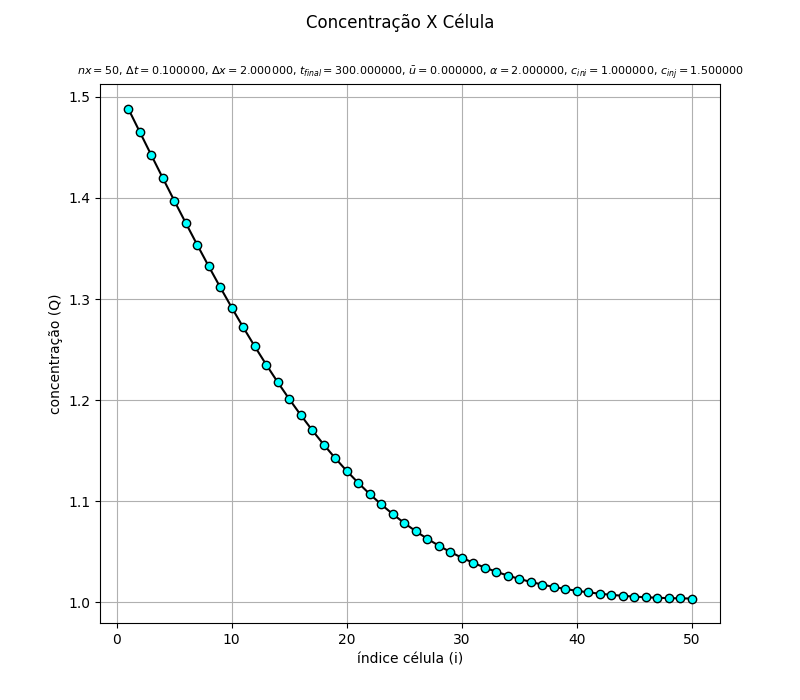 Concentração X Célula
nx = 50, Δt = 0.100000, Δx = 2.000000, t_final = 300.000000, ū = 0.000000, α = 2.000000, c_ini = 1.000000, c_inj = 1.500000
1.5
1.4
1.3
1.2
1.1
1.0
concentração (Q)
0 10 20 30 40 50
índice célula (i)